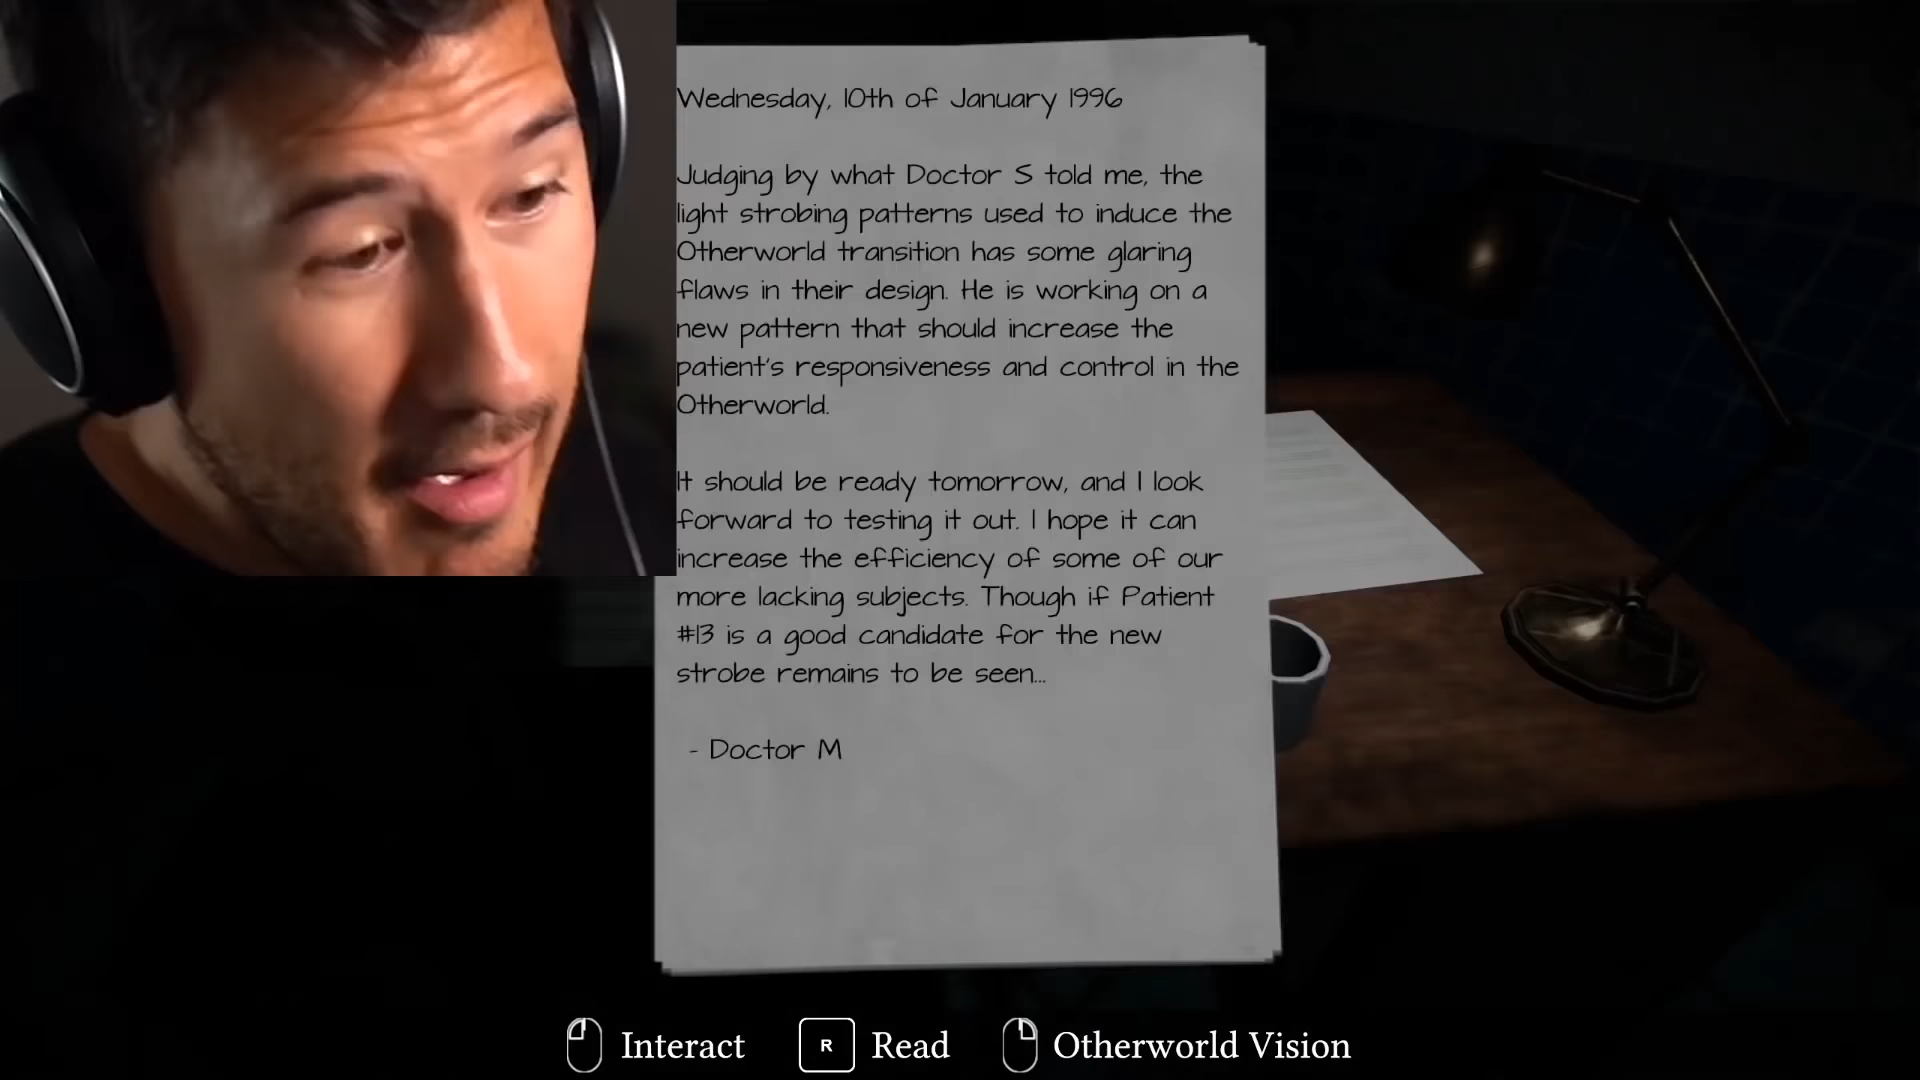 Wednesday, 10th of January 1996
Judging by what Doctor S told me, the
light strobing patterns used to induce the
Otherworld transition has some glaring
flaws in their design. He is working on a
new pattern that should increase the
patient's responsiveness and control in the
Otherworld.
It should be ready tomorrow, and I look
forward to testing it out. I hope it can
increase the efficiency of some of our
more lacking subjects. Though if Patient
#13 is a good candidate for the new
strobe remains to be seen...
- Doctor M
Interact R Read Otherworld Vision